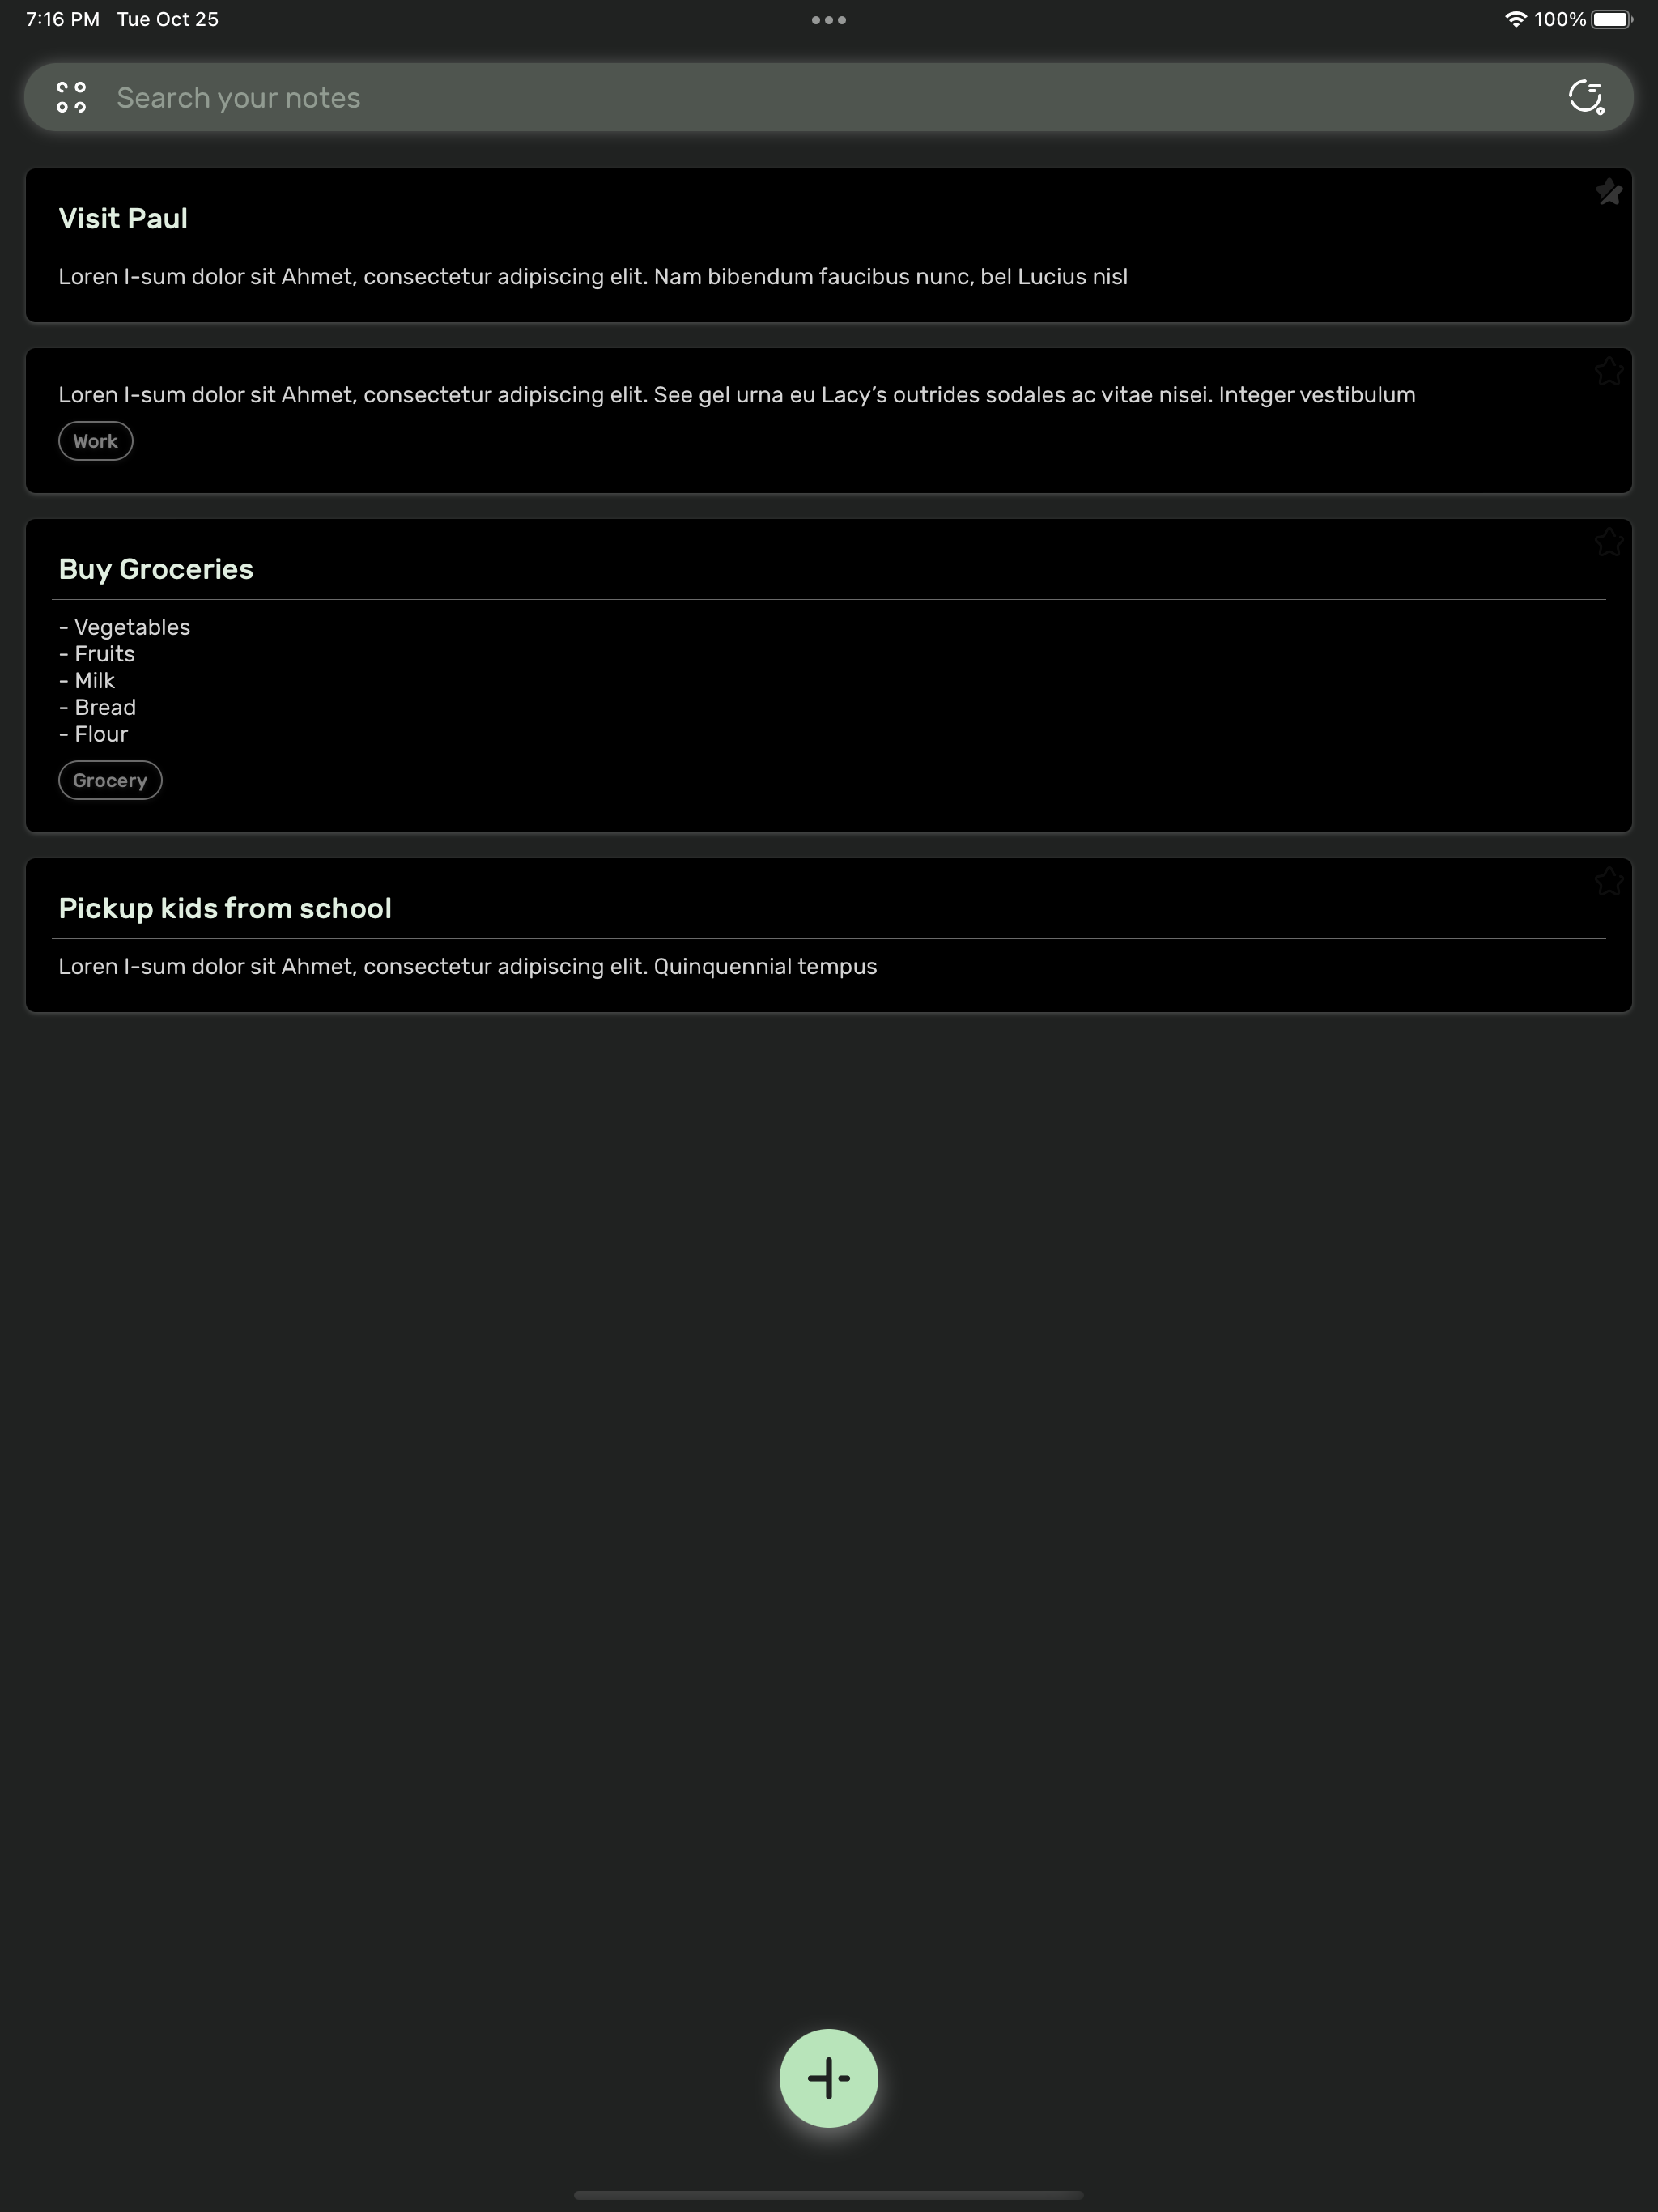 7:16 PM Tue Oct 25
100%
Search your notes
Visit Paul
Loren I-sum dolor sit Ahmet, consectetur adipiscing elit. Nam bibendum faucibus nunc, bel Lucius nisl
Loren I-sum dolor sit Ahmet, consectetur adipiscing elit. See gel urna eu Lacy’s outrides sodales ac vitae nisei. Integer vestibulum
Work
Buy Groceries
- Vegetables
- Fruits
- Milk
- Bread
- Flour
Grocery
Pickup kids from school
Loren I-sum dolor sit Ahmet, consectetur adipiscing elit. Quinquennial tempus